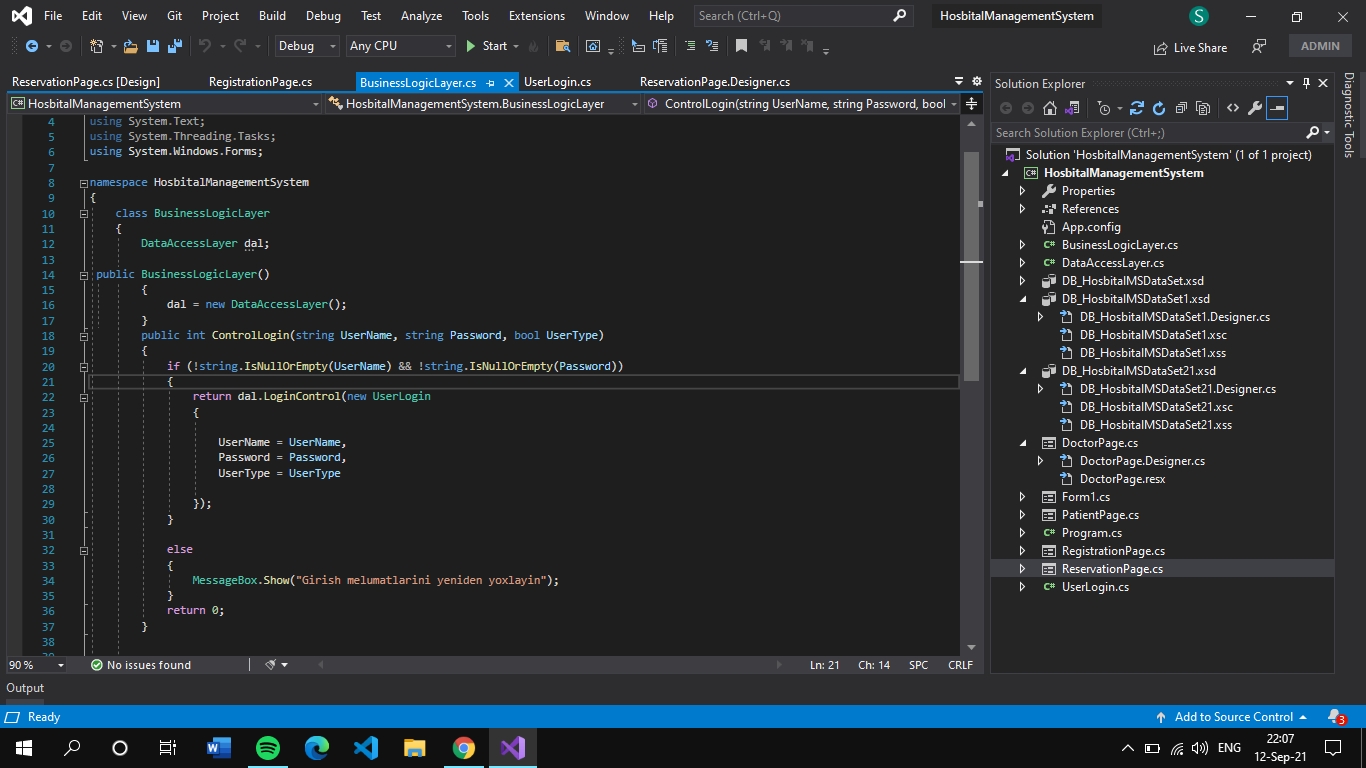 File Edit View Git Project Build Debug Test Analyze Tools Extensions Window Help Search (Ctrl+Q) HosbitalManagementSystem S
Debug Any CPU Start Live Share ADMIN
ReservationPage.cs [Design] RegistrationPage.cs BusinessLogicLayer.cs UserLogin.cs ReservationPage.Designer.cs
HosbitalManagementSystem HosbitalManagementSystem.BusinessLogicLayer ControlLogin(string UserName, string Password, bool
4 using System.Text;
5 using System.Threading.Tasks;
6 using System.Windows.Forms;
7
8 namespace HosbitalManagementSystem
9 {
10 class BusinessLogicLayer
11 {
12 DataAccessLayer dal;
13
14 public BusinessLogicLayer()
15 {
16 dal = new DataAccessLayer();
17 }
18 public int ControlLogin(string UserName, string Password, bool UserType)
19 {
20 if (!string.IsNullOrEmpty(UserName) && !string.IsNullOrEmpty(Password))
21 {
22 return dal.LoginControl(new UserLogin
23 {
24
25 UserName = UserName,
26 Password = Password,
27 UserType = UserType
28
29 });
30 }
31
32 else
33 {
34 MessageBox.Show("Girish melumatlarini yeniden yoxlayin");
35 }
36 return 0;
37 }
38
90 % No issues found Ln: 21 Ch: 14 SPC CRLF
Solution Explorer
Search Solution Explorer (Ctrl+;)
Solution 'HosbitalManagementSystem' (1 of 1 project)
HosbitalManagementSystem
Properties
References
App.config
BusinessLogicLayer.cs
DataAccessLayer.cs
DB_HosbitalMSDataSet.xsd
DB_HosbitalMSDataSet1.xsd
DB_HosbitalMSDataSet1.Designer.cs
DB_HosbitalMSDataSet1.xsc
DB_HosbitalMSDataSet1.xss
DB_HosbitalMSDataSet21.xsd
DB_HosbitalMSDataSet21.Designer.cs
DB_HosbitalMSDataSet21.xsc
DB_HosbitalMSDataSet21.xss
DoctorPage.cs
DoctorPage.Designer.cs
DoctorPage.resx
Form1.cs
PatientPage.cs
Program.cs
RegistrationPage.cs
ReservationPage.cs
UserLogin.cs
Diagnostic Tools
Output
Ready Add to Source Control 3
ENG 22:07
12-Sep-21